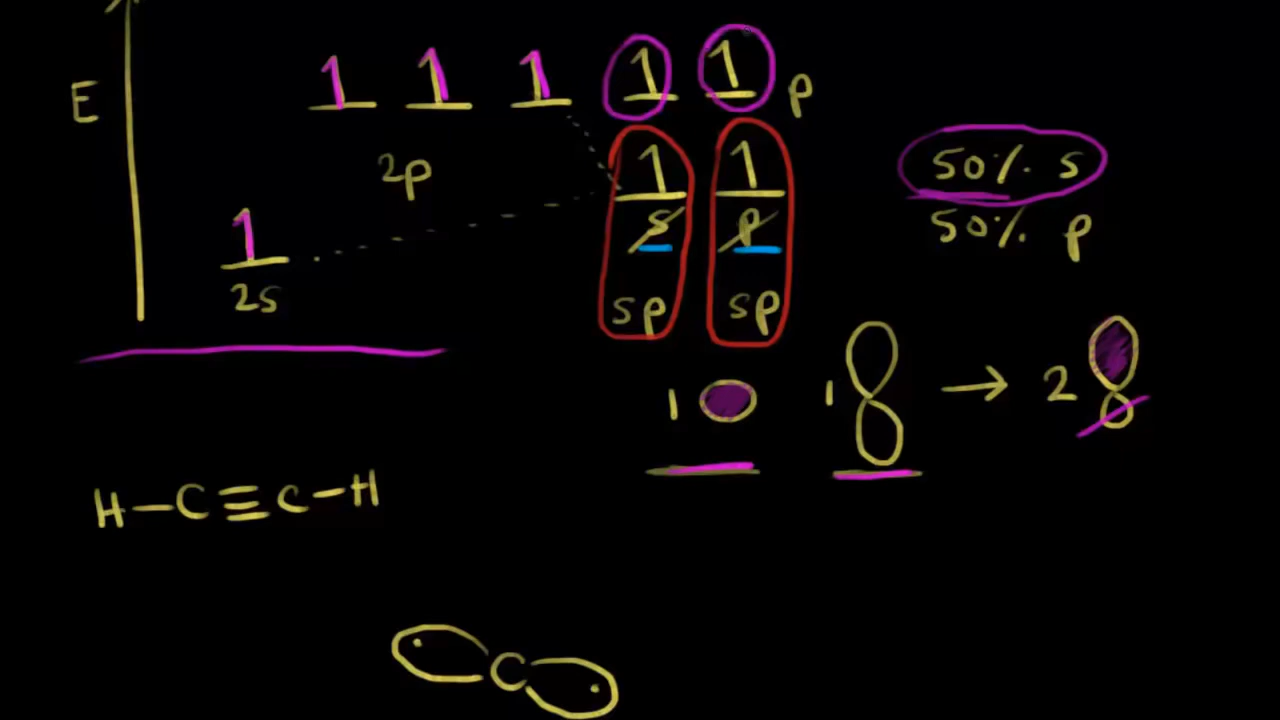 E 1 1 1 1 1 p
2p 1 1 50% s
1 s p 50% p
2s sp sp
1 1 → 2
H-C≡C-H
C